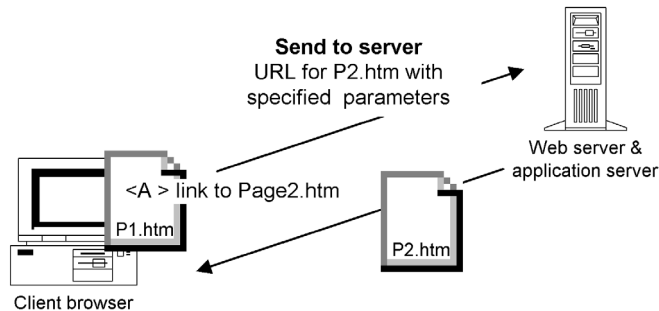 Send to server
URL for P2.htm with
specified parameters
Web server &
application server
<A > link to Page2.htm
P1.htm
P2.htm
Client browser